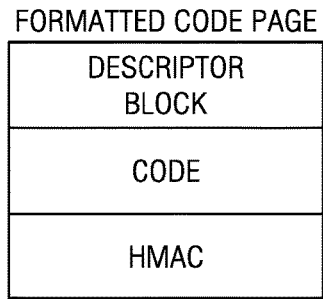 FORMATTED CODE PAGE
DESCRIPTOR
BLOCK
CODE
HMAC